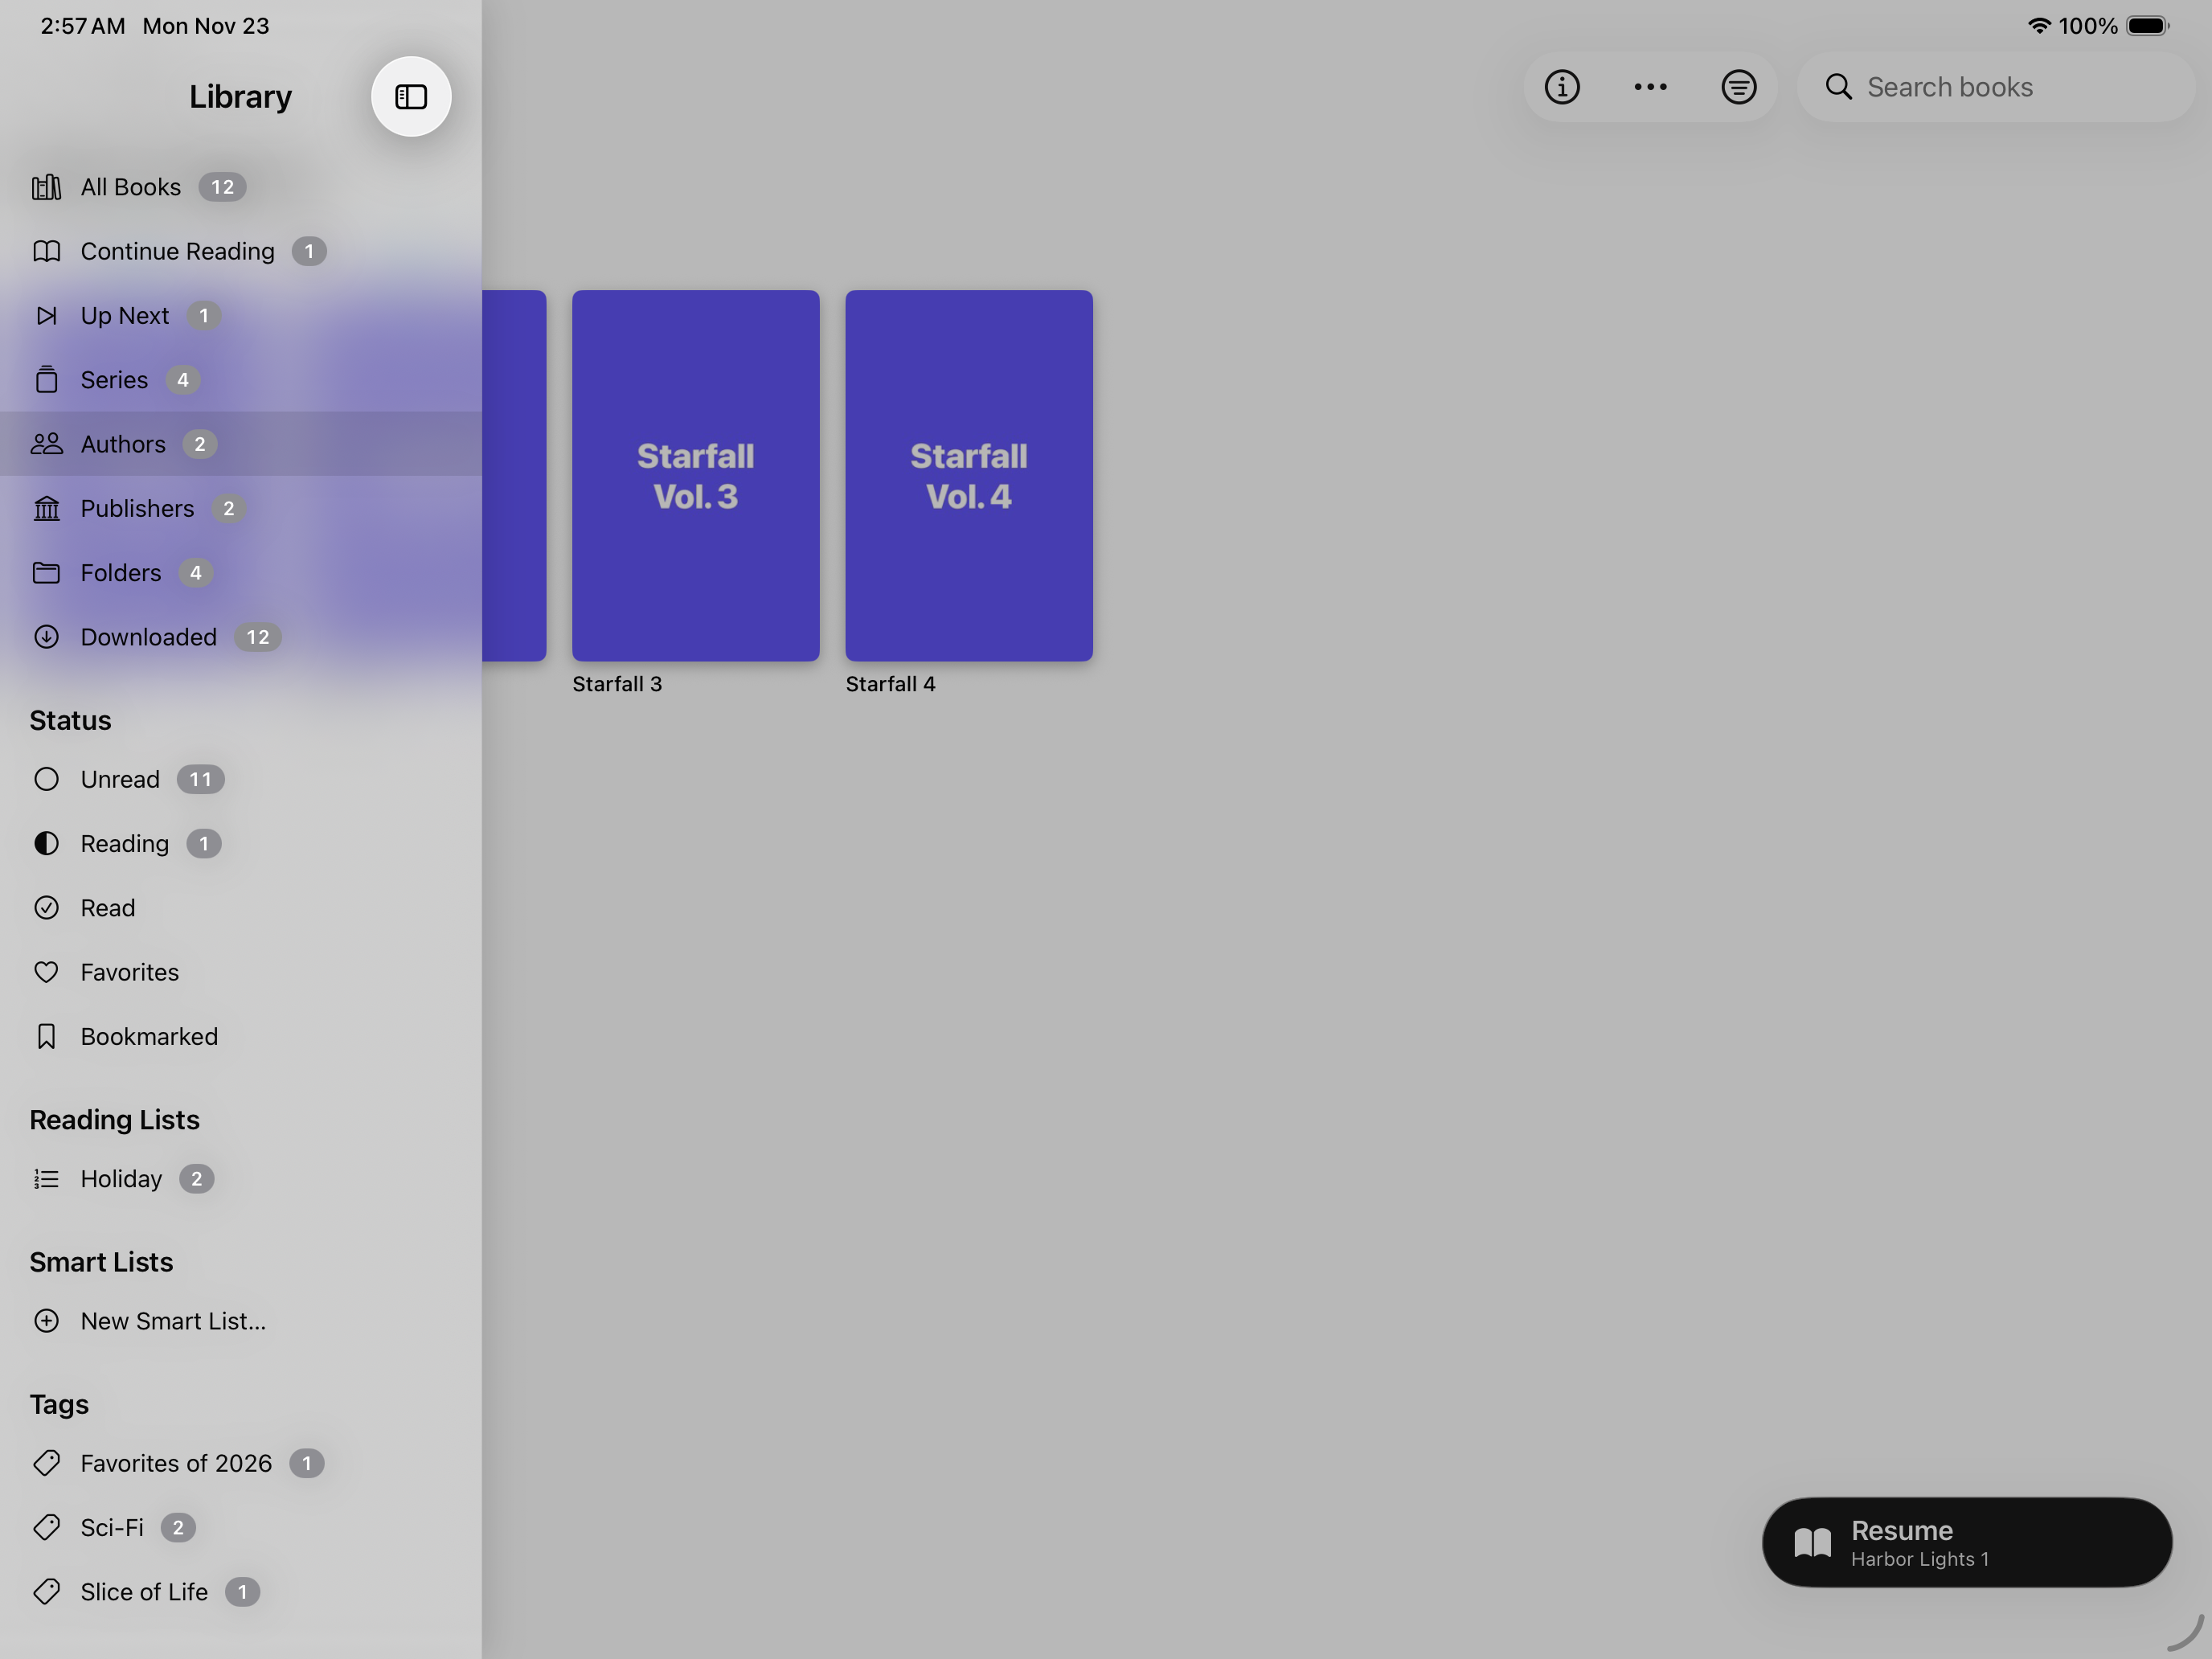 2:57 AM Mon Nov 23
100%
Library
Search books
All Books 12
Continue Reading 1
Up Next 1
Series 4
Authors 2
Publishers 2
Folders 4
Downloaded 12
Status
Unread 11
Reading 1
Read
Favorites
Bookmarked
Reading Lists
Holiday 2
Smart Lists
New Smart List...
Tags
Favorites of 2026 1
Sci-Fi 2
Slice of Life 1
Starfall
Vol. 3
Starfall 3
Starfall
Vol. 4
Starfall 4
Resume
Harbor Lights 1